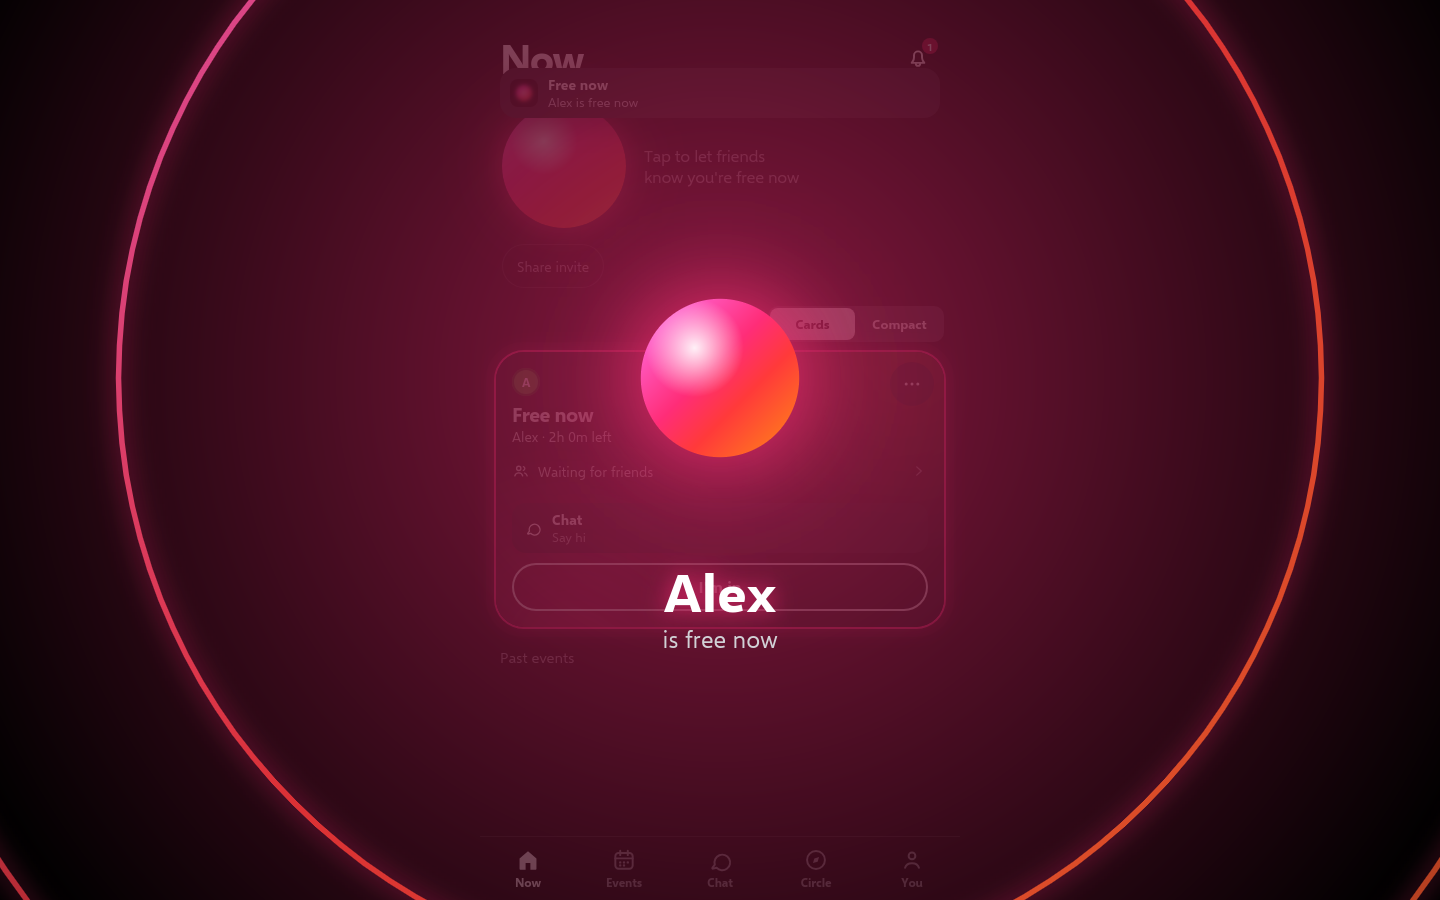 Now
1
Free now
Alex is free now
Tap to let friends
know you're free now
Share invite
Cards
Compact
A
Free now
Alex · 2h 0m left
Waiting for friends
Chat
Say hi
Alex
is free now
Past events
Now
Events
Chat
Circle
You